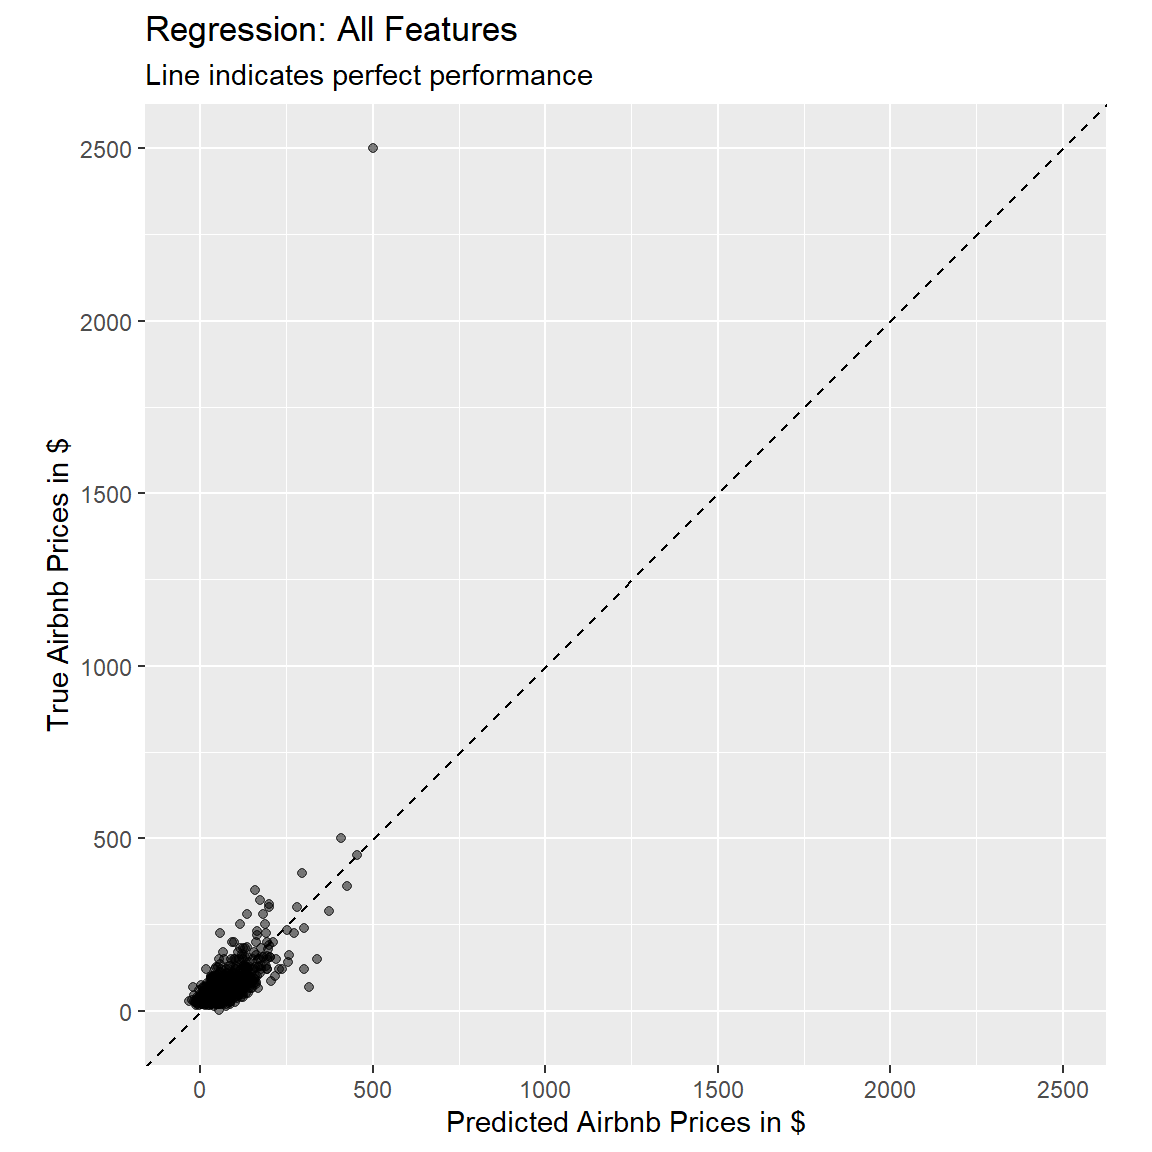 Regression: All Features
Line indicates perfect performance
True Airbnb Prices in $
2500
2000
1500
1000
500
0
0 500 1000 1500 2000 2500
Predicted Airbnb Prices in $